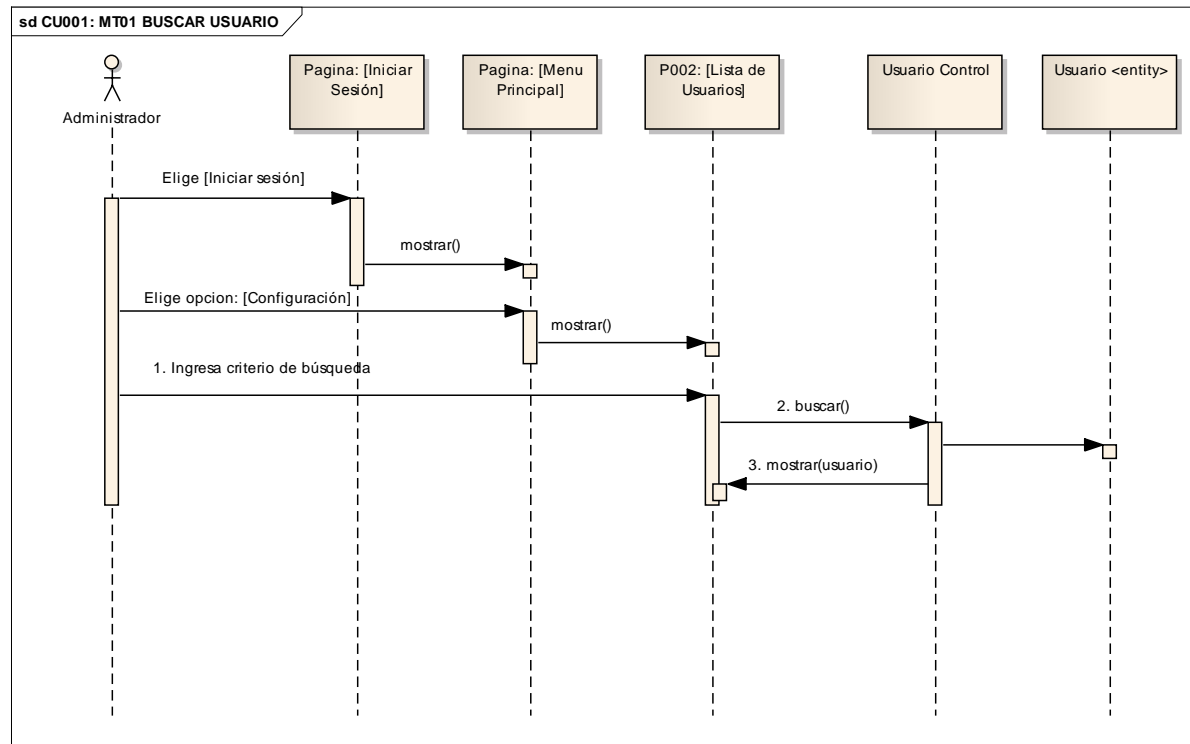 sd CU001: MT01 BUSCAR USUARIO
Administrador
Pagina: [Iniciar
Sesión]
Pagina: [Menu
Principal]
P002: [Lista de
Usuarios]
Usuario Control
Usuario <entity>
Elige [Iniciar sesión]
mostrar()
Elige opcion: [Configuración]
mostrar()
1. Ingresa criterio de búsqueda
2. buscar()
3. mostrar(usuario)